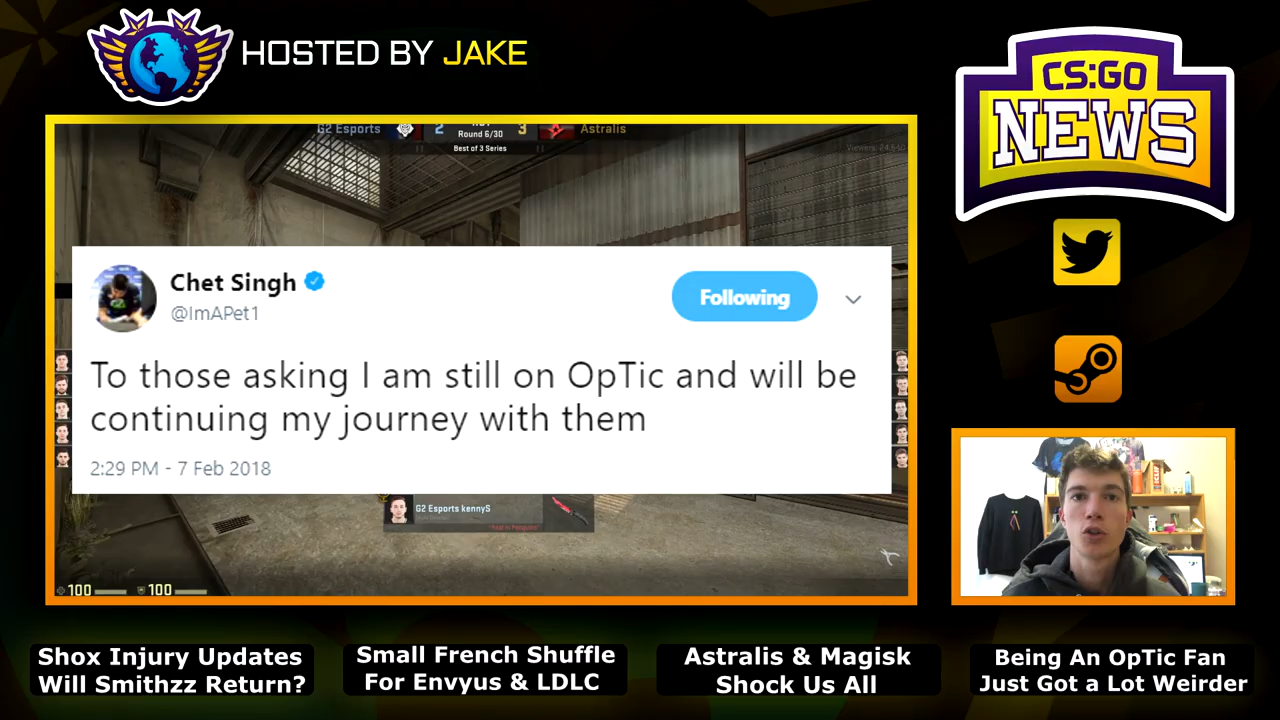 HOSTED BY JAKE
CS:GO
NEWS
G2 Esports 2 3 Astralis
Round 6/30
Best of 3 Series
Chet Singh
@ImAPet1
Following
To those asking I am still on OpTic and will be
continuing my journey with them
2:29 PM - 7 Feb 2018
G2 Esports kennyS
100 100
Shox Injury Updates
Will Smithzz Return?
Small French Shuffle
For Envyus & LDLC
Astralis & Magisk
Shock Us All
Being An OpTic Fan
Just Got a Lot Weirder